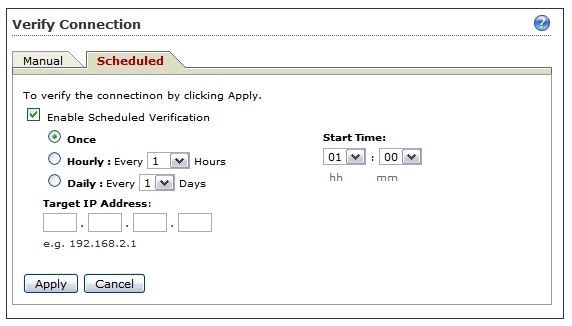 Verify Connection ?
Manual Scheduled
To verify the connectinon by clicking Apply.
Enable Scheduled Verification
Once Start Time:
Hourly : Every 1 Hours 01 : 00
hh mm
Daily : Every 1 Days
Target IP Address:
. . .
e.g. 192.168.2.1
Apply Cancel